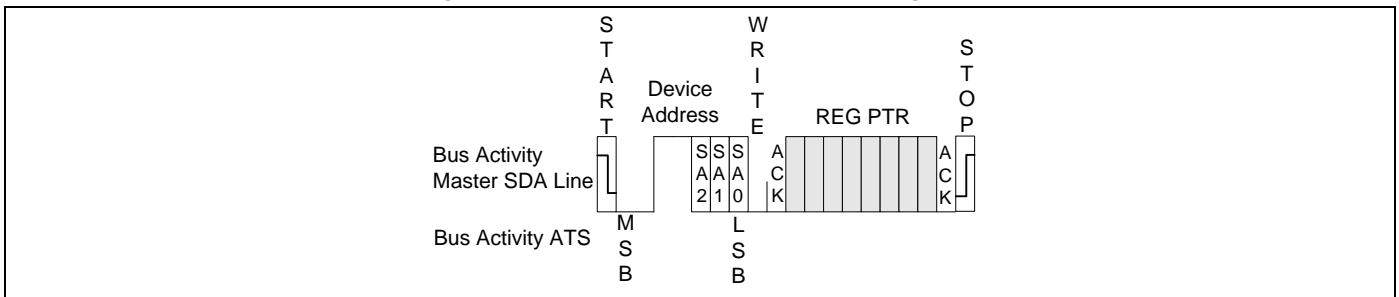 START
WRITE
STOP
Device
Address
REG PTR
Bus Activity
Master SDA Line
SA2
SA1
SA0
ACK
ACK
Bus Activity ATS
MSB
LSB